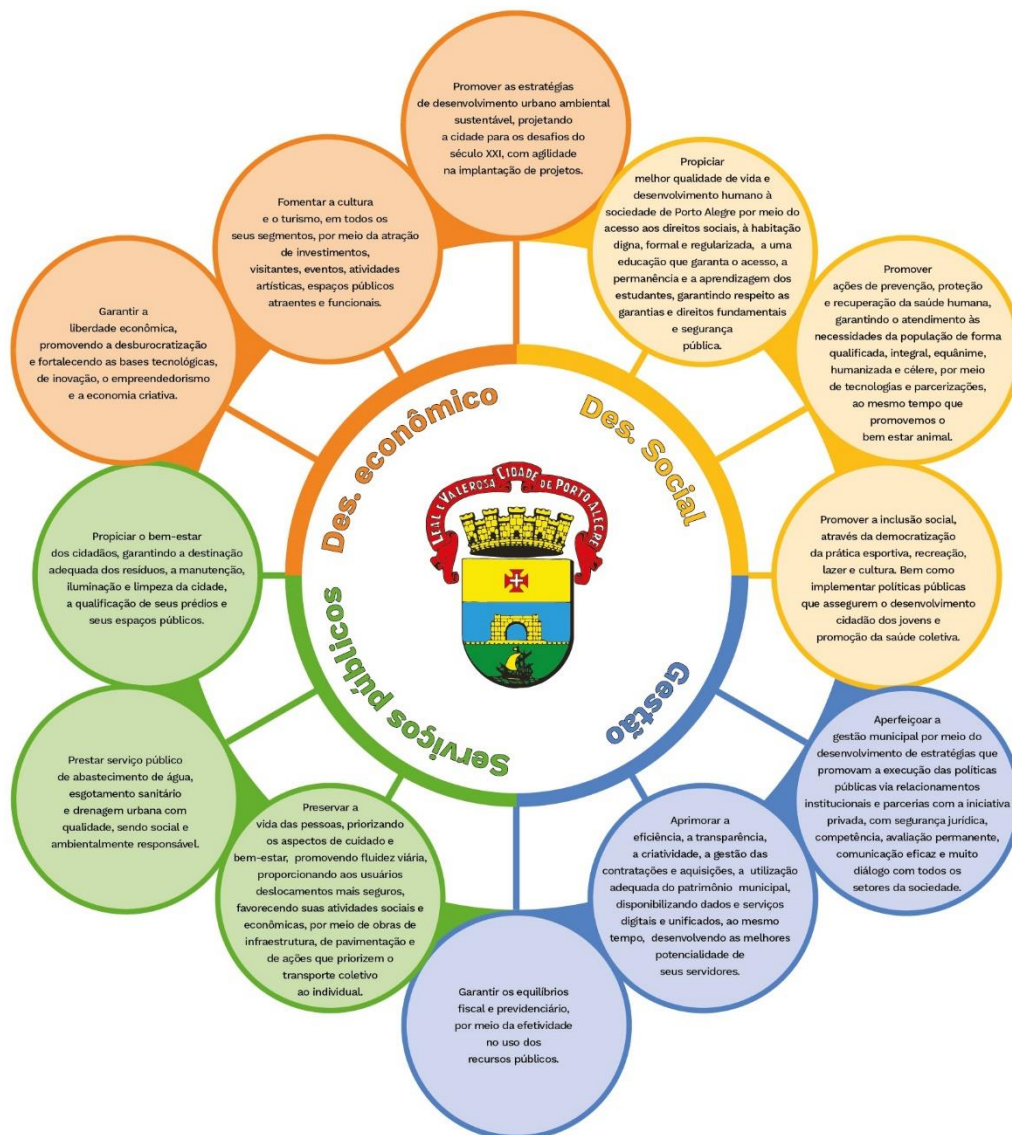 Promover as estratégias
de desenvolvimento urbano ambiental
sustentável, projetando
a cidade para os desafios do
século XXI, com agilidade
na implantação de projetos.
Propiciar
melhor qualidade de vida e
desenvolvimento humano à
sociedade de Porto Alegre por meio do
acesso aos direitos sociais, à habitação
digna, formal e regularizada, a uma
educação que garanta o acesso, a
permanência e a aprendizagem dos
estudantes, garantindo respeito as
garantias e direitos fundamentais
e segurança
pública.
Promover
ações de prevenção, proteção
e recuperação da saúde humana,
garantindo o atendimento às
necessidades da população de forma
qualificada, integral, equânime,
humanizada e célere, por meio
de tecnologias e parcerizações,
ao mesmo tempo que
promovemos o
bem estar animal.
Promover a inclusão social,
através da democratização
da prática esportiva, recreação,
lazer e cultura. Bem como
implementar políticas públicas
que assegurem o desenvolvimento
cidadão dos jovens e
promoção da saúde coletiva.
Aperfeiçoar a
gestão municipal por meio do
desenvolvimento de estratégias que
promovam a execução das políticas
públicas via relacionamentos
institucionais e parcerias com a iniciativa
privada, com segurança jurídica,
competência, avaliação permanente,
comunicação eficaz e muito
diálogo com todos os
setores da sociedade.
Aprimorar a
eficiência, a transparência,
a criatividade, a gestão das
contratações e aquisições, a utilização
adequada do patrimônio municipal,
disponibilizando dados e serviços
digitais e unificados, ao mesmo
tempo, desenvolvendo as melhores
potencialidade de
seus servidores.
Garantir os equilíbrios
fiscal e previdenciário,
por meio da efetividade
no uso dos
recursos públicos.
Preservar a
vida das pessoas, priorizando
os aspectos de cuidado e
bem-estar, promovendo fluidez viária,
proporcionando aos usuários
deslocamentos mais seguros,
favorecendo suas atividades sociais e
econômicas, por meio de obras de
infraestrutura, de pavimentação e
de ações que priorizem o
transporte coletivo
ao individual.
Prestar serviço público
de abastecimento de água,
esgotamento sanitário
e drenagem urbana com
qualidade, sendo social e
ambientalmente responsável.
Propiciar o bem-estar
dos cidadãos, garantindo a destinação
adequada dos resíduos, a manutenção,
iluminação e limpeza da cidade,
a qualificação de seus prédios e
seus espaços públicos.
Garantir a
liberdade econômica,
promovendo a desburocratização
e fortalecendo as bases tecnológicas,
de inovação, o empreendedorismo
e a economia criativa.
Fomentar a cultura
e o turismo, em todos os
seus segmentos, por meio da atração
de investimentos,
visitantes, eventos, atividades
artísticas, espaços públicos
atraentes e funcionais.
Des. econômico
Des. Social
Gestão
Serviços públicos
LEAL E VALEROSA CIDADE DE PORTO ALEGRE